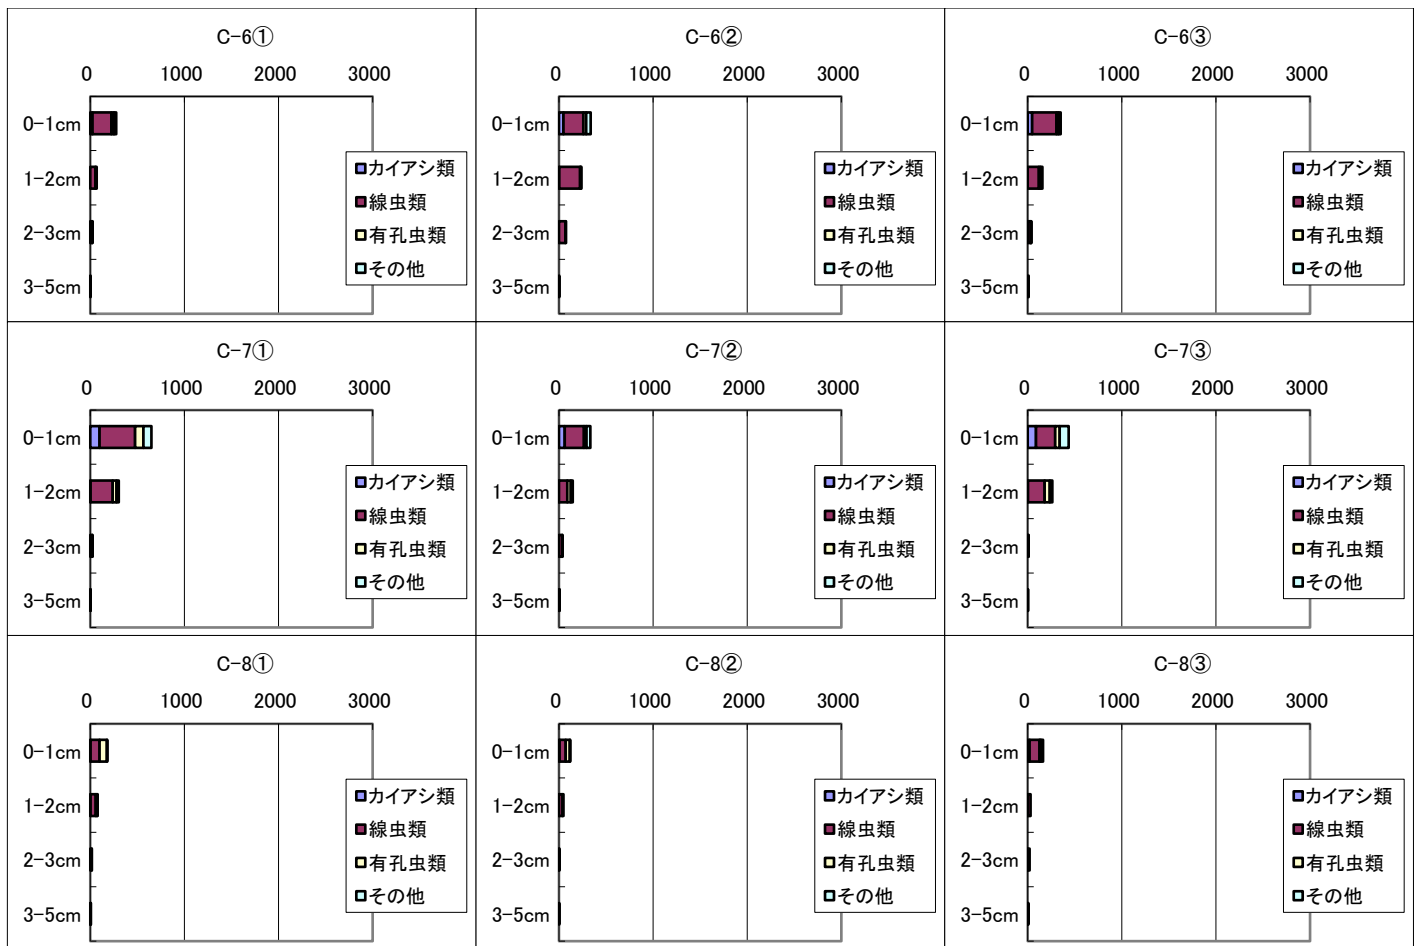 C-6①
0 1000 2000 3000
0-1cm
1-2cm
2-3cm
3-5cm
カイアシ類
線虫類
有孔虫類
その他
C-6②
0 1000 2000 3000
0-1cm
1-2cm
2-3cm
3-5cm
カイアシ類
線虫類
有孔虫類
その他
C-6③
0 1000 2000 3000
0-1cm
1-2cm
2-3cm
3-5cm
カイアシ類
線虫類
有孔虫類
その他
C-7①
0 1000 2000 3000
0-1cm
1-2cm
2-3cm
3-5cm
カイアシ類
線虫類
有孔虫類
その他
C-7②
0 1000 2000 3000
0-1cm
1-2cm
2-3cm
3-5cm
カイアシ類
線虫類
有孔虫類
その他
C-7③
0 1000 2000 3000
0-1cm
1-2cm
2-3cm
3-5cm
カイアシ類
線虫類
有孔虫類
その他
C-8①
0 1000 2000 3000
0-1cm
1-2cm
2-3cm
3-5cm
カイアシ類
線虫類
有孔虫類
その他
C-8②
0 1000 2000 3000
0-1cm
1-2cm
2-3cm
3-5cm
カイアシ類
線虫類
有孔虫類
その他
C-8③
0 1000 2000 3000
0-1cm
1-2cm
2-3cm
3-5cm
カイアシ類
線虫類
有孔虫類
その他